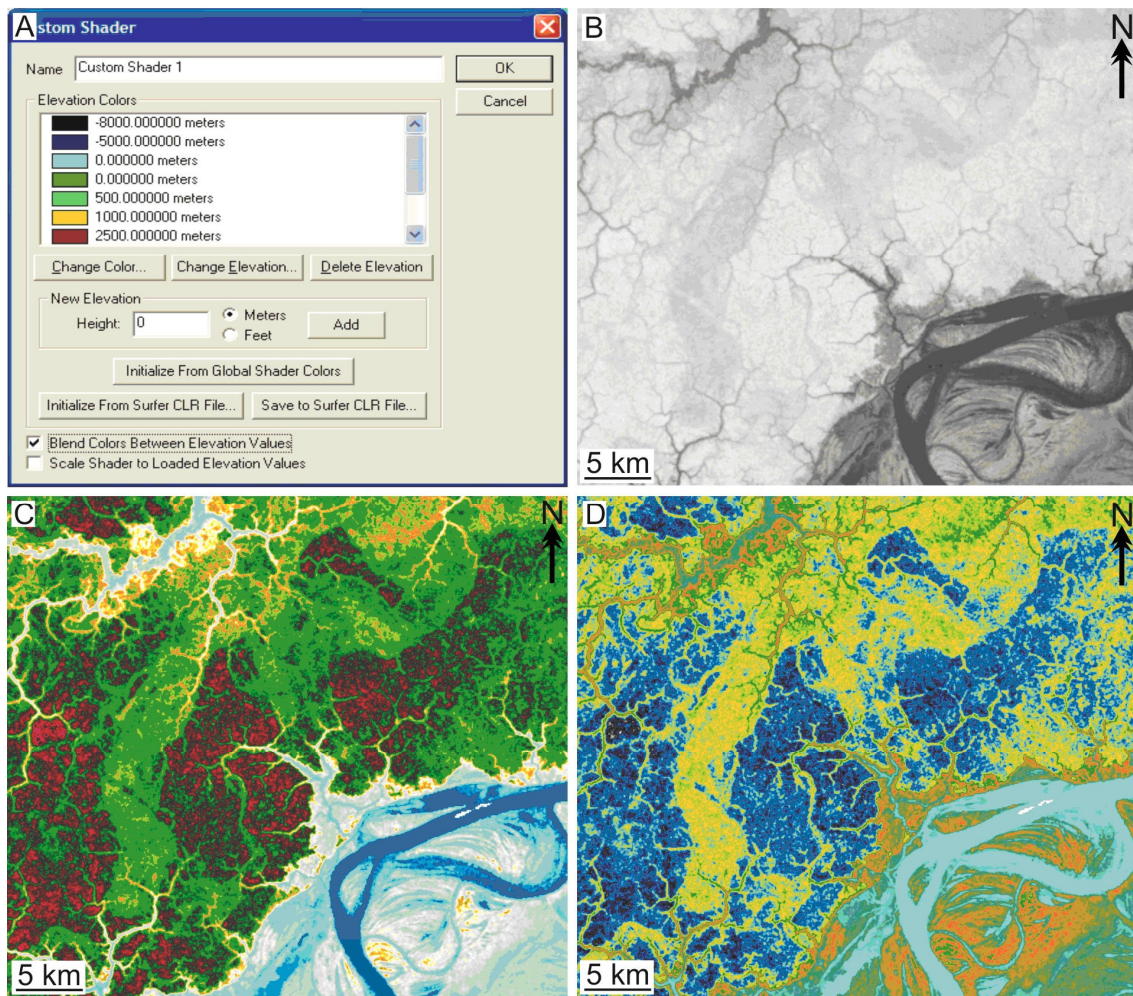 A
stom Shader
Name Custom Shader 1
OK
Cancel
Elevation Colors
-8000.000000 meters
-5000.000000 meters
0.000000 meters
0.000000 meters
500.000000 meters
1000.000000 meters
2500.000000 meters
Change Color... Change Elevation... Delete Elevation
New Elevation
Height: 0
Meters
Feet
Add
Initialize From Global Shader Colors
Initialize From Surfer CLR File... Save to Surfer CLR File...
Blend Colors Between Elevation Values
Scale Shader to Loaded Elevation Values
B
N
5 km
C
N
5 km
D
N
5 km